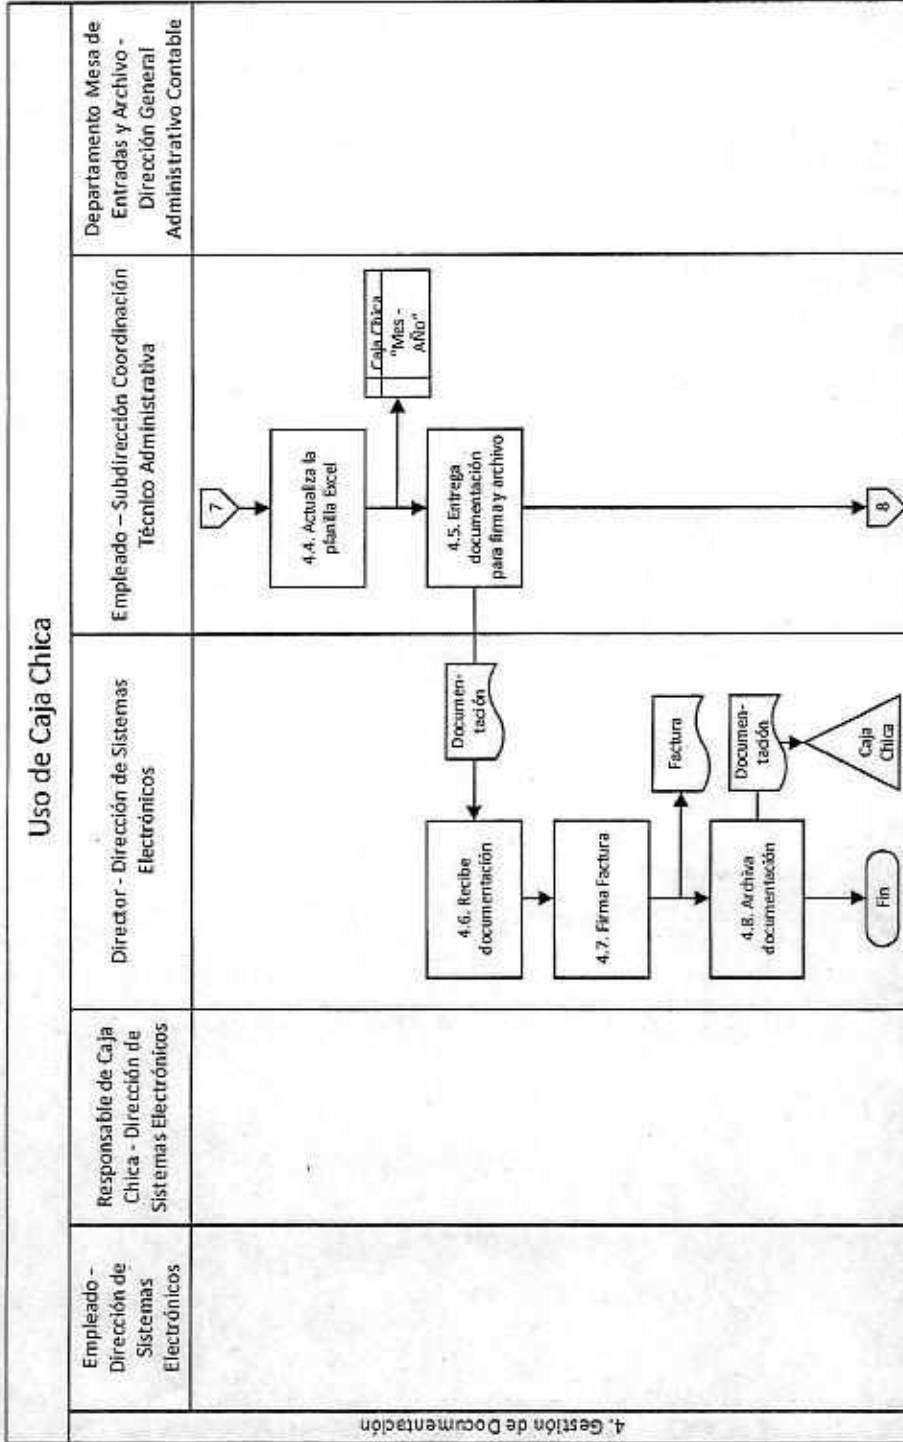 Uso de Caja Chica
Empleado -
Dirección de
Sistemas
Electrónicos
Responsable de Caja
Chica - Dirección de
Sistemas Electrónicos
Director - Dirección de Sistemas
Electrónicos
Empleado – Subdirección Coordinación
Técnico Administrativa
Departamento Mesa de
Entradas y Archivo -
Dirección General
Administrativo Contable
4. Gestión de Documentación
7
4.4. Actualiza la
planilla Excel
Caja Chica
"Mes -
AÑo"
4.5. Entrega
documentación
para firma y archivo
Documen-
tación
4.6. Recibe
documentación
4.7. Firma Factura
Factura
4.8. Archiva
documentación
Documen-
tación
Caja
Chica
Fin
8